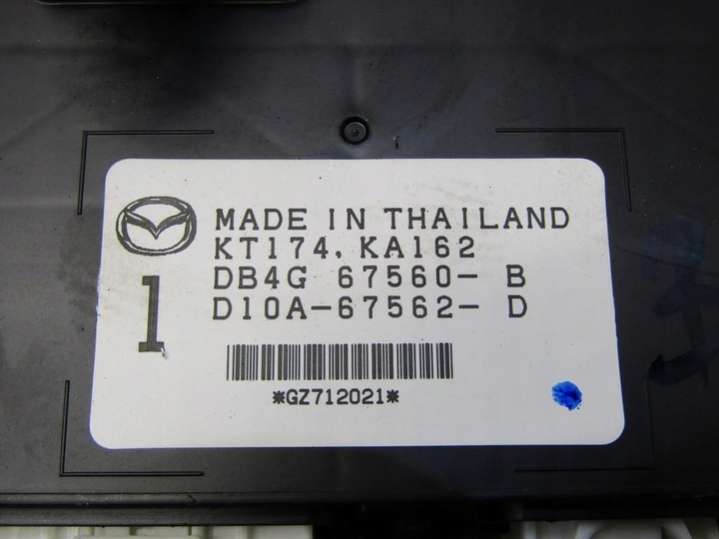 MADE IN THAILAND
KT174, KA162
DB4G 67560- B
D10A-67562- D
1
*GZ712021*